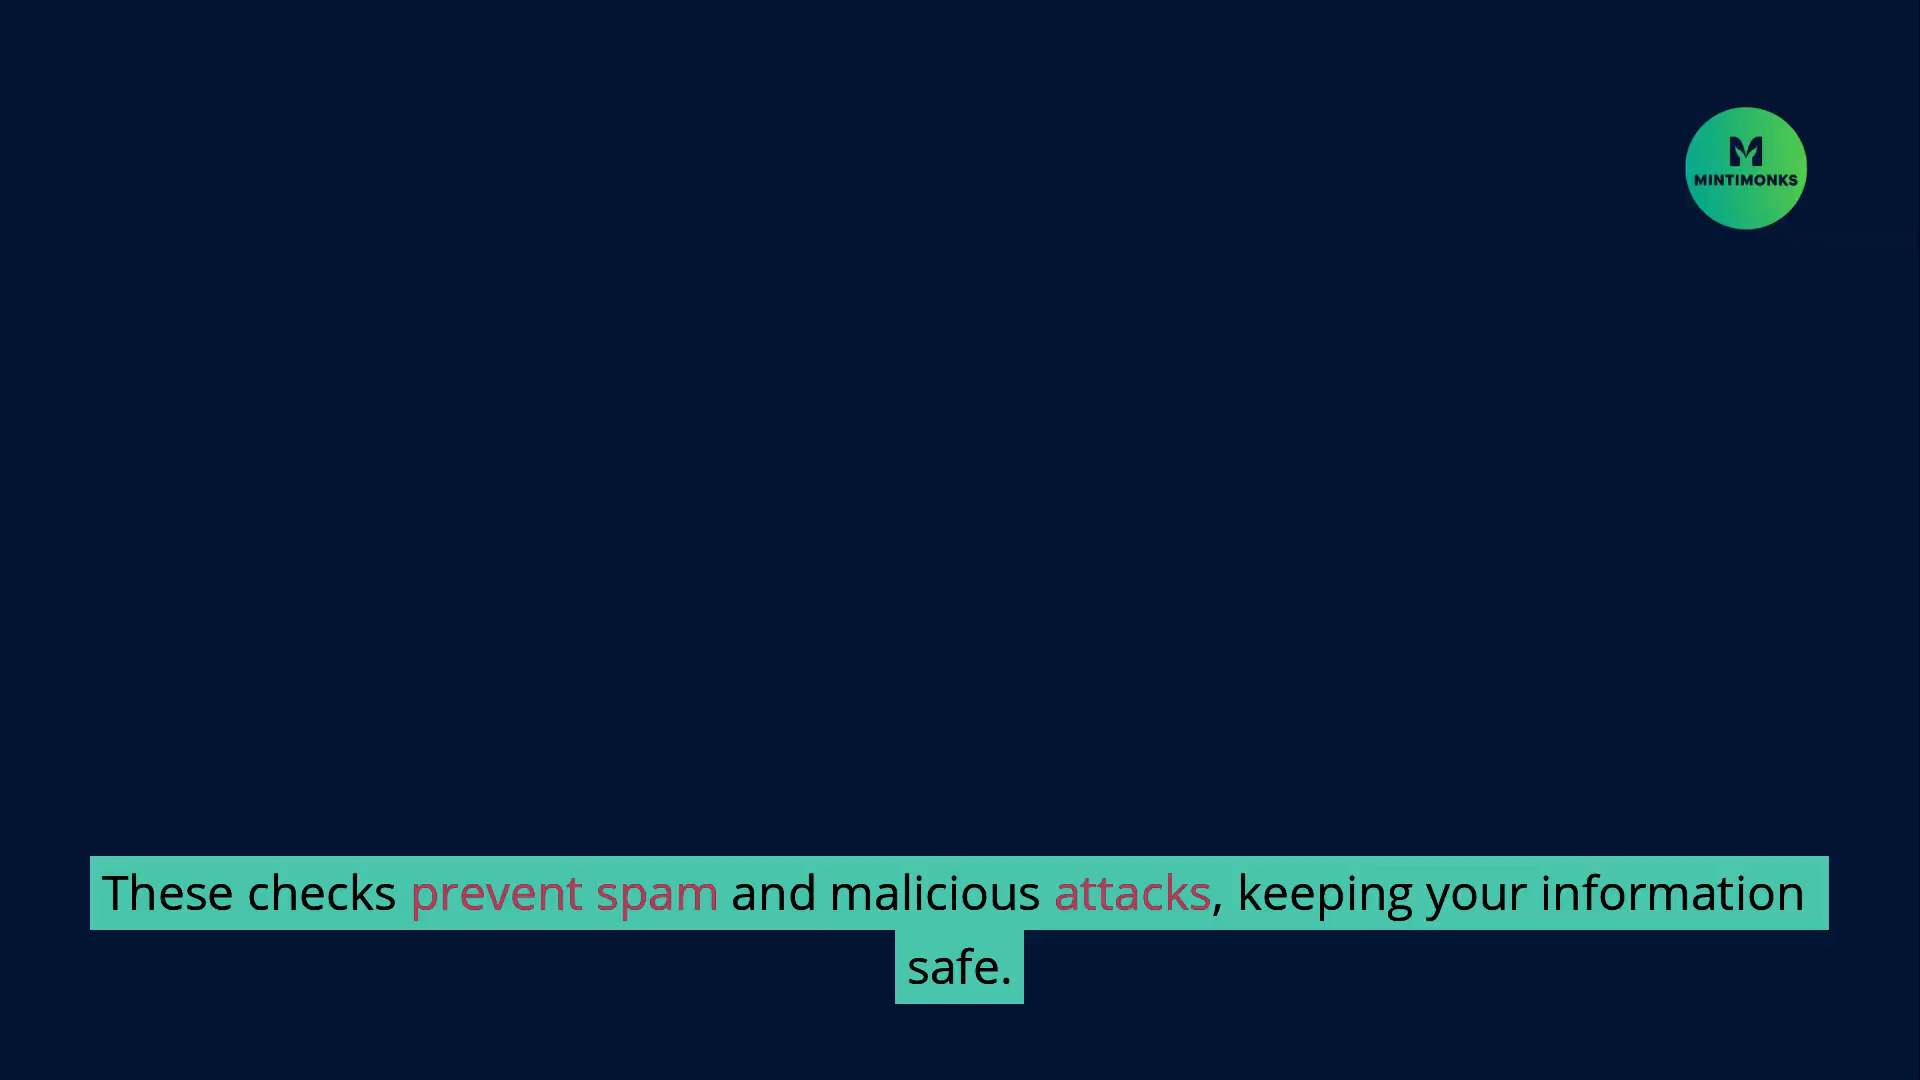 M
MINTIMONKS
These checks prevent spam and malicious attacks, keeping your information
safe.